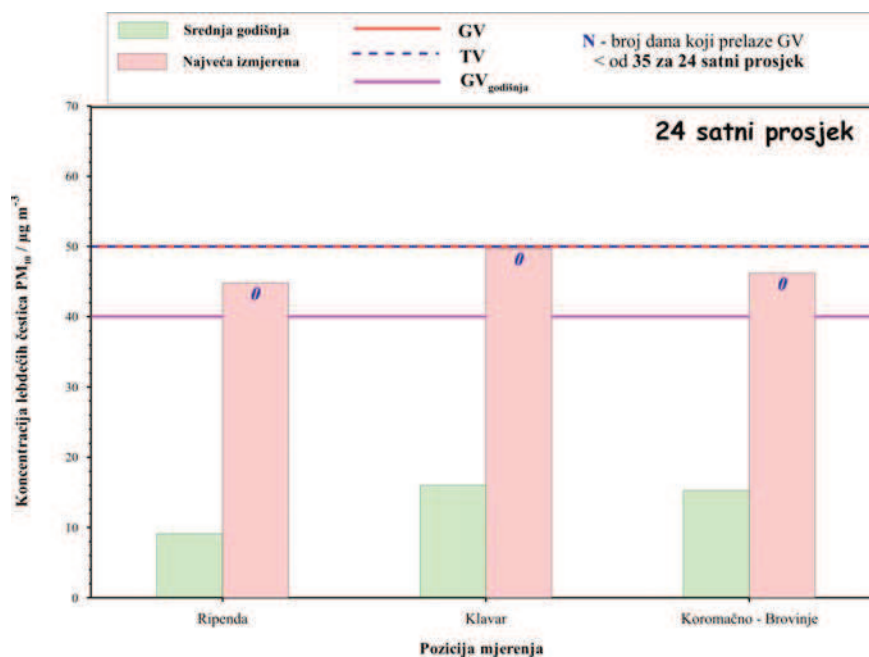 Srednja godišnja
Najveća izmjerena
GV
TV
GVgodišnja
N - broj dana koji prelaze GV
< od 35 za 24 satni prosjek
24 satni prosjek
Koncentracija lebdećih čestica PM10 / µg m-3
70
60
50
40
30
20
10
0
0
0
0
Ripenda
Klavar
Koromačno - Brovinje
Pozicija mjerenja